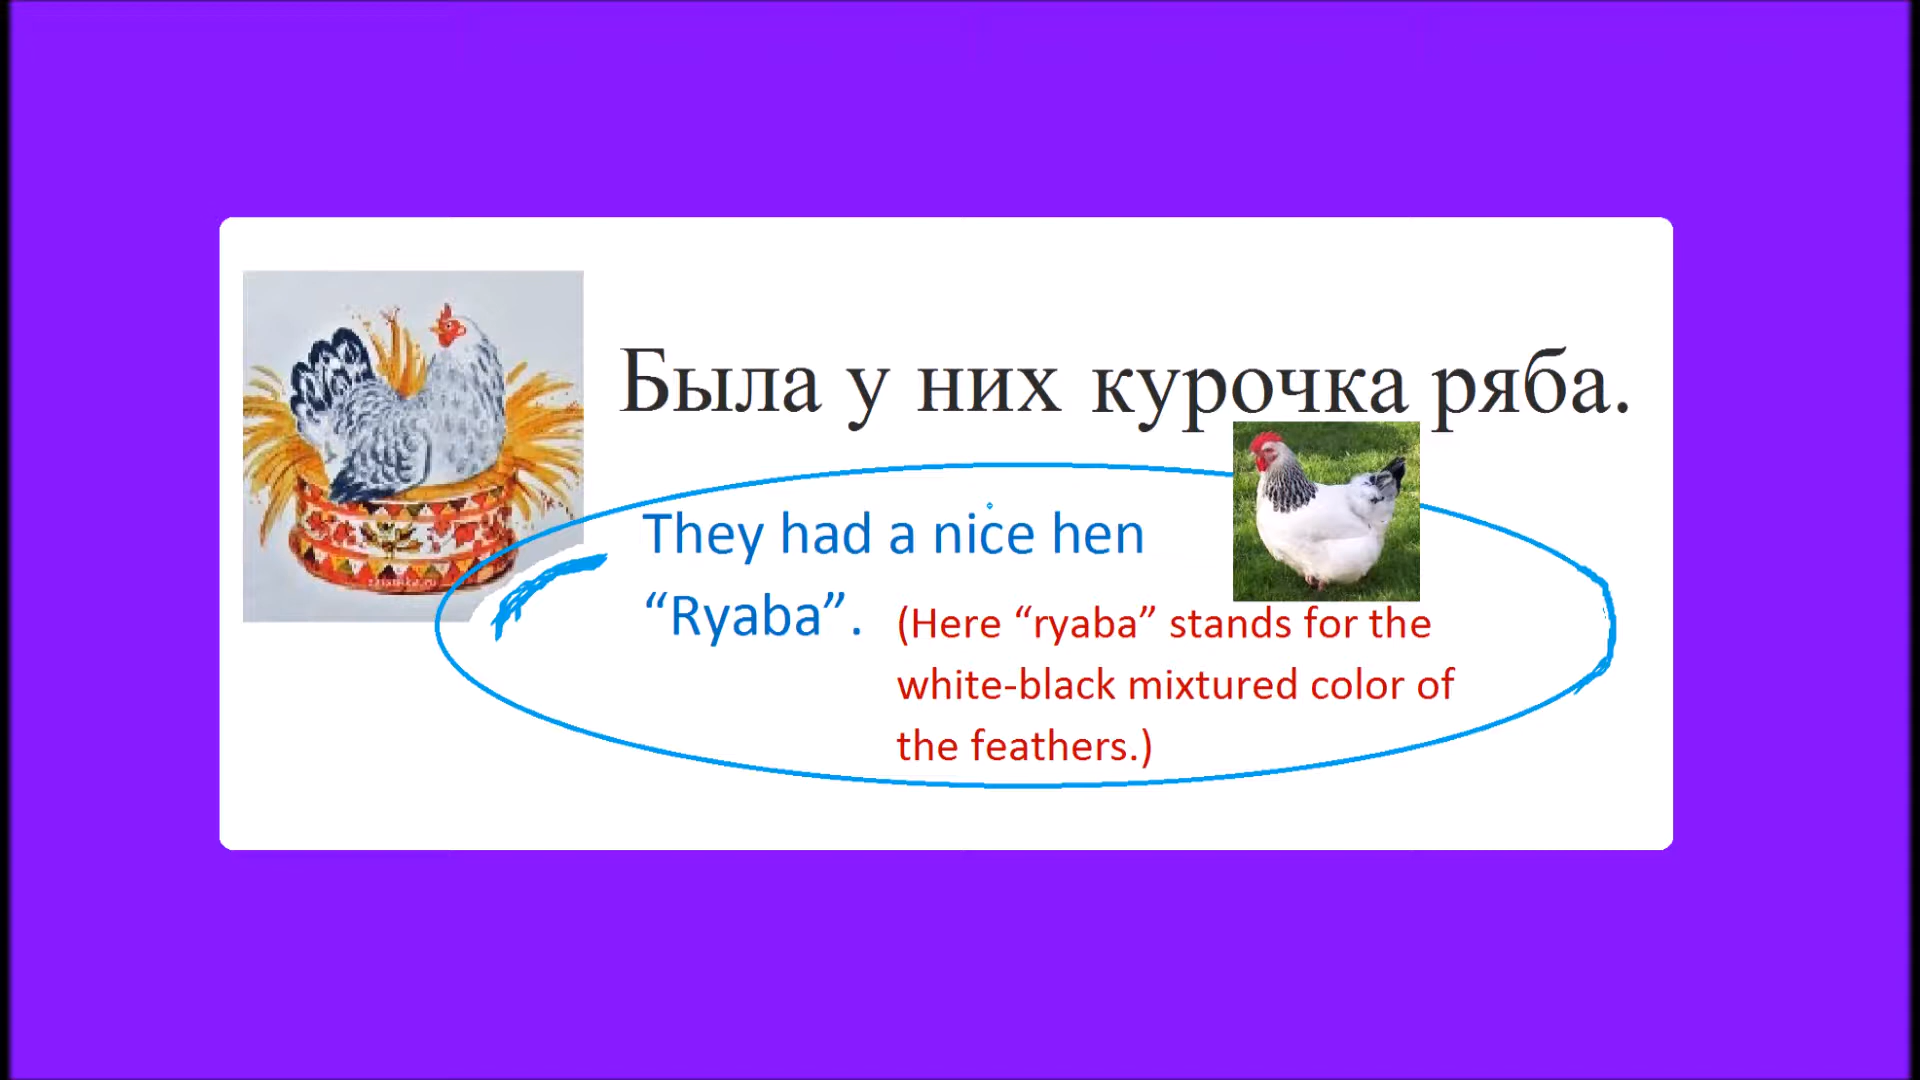 Была у них курочка ряба.
They had a nice hen
“Ryaba”.
(Here “ryaba” stands for the
white-black mixtured color of
the feathers.)